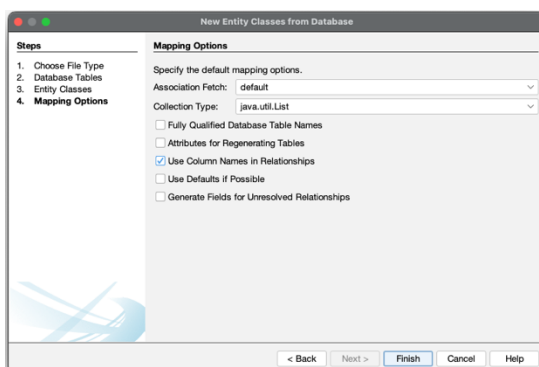 New Entity Classes from Database
Steps
1. Choose File Type
2. Database Tables
3. Entity Classes
4. Mapping Options
Mapping Options
Specify the default mapping options.
Association Fetch: default
Collection Type: java.util.List
Fully Qualified Database Table Names
Attributes for Regenerating Tables
Use Column Names in Relationships
Use Defaults if Possible
Generate Fields for Unresolved Relationships
< Back Next > Finish Cancel Help